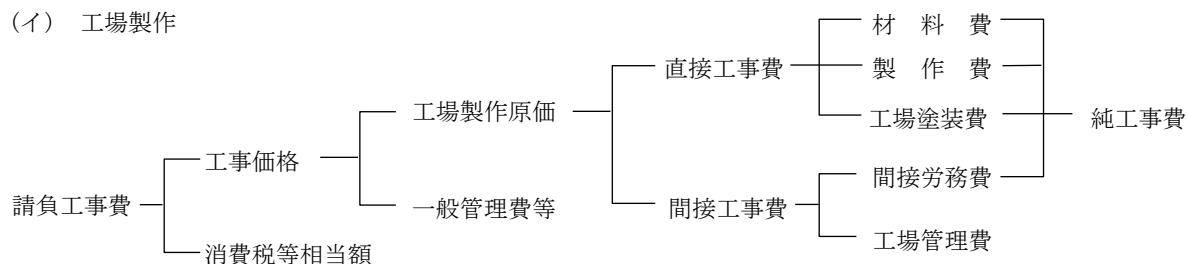 (イ) 工場製作
材料費
直接工事費
製作費
工場製作原価
工場塗装費
純工事費
工事価格
間接労務費
請負工事費
一般管理費等
間接工事費
工場管理費
消費税等相当額